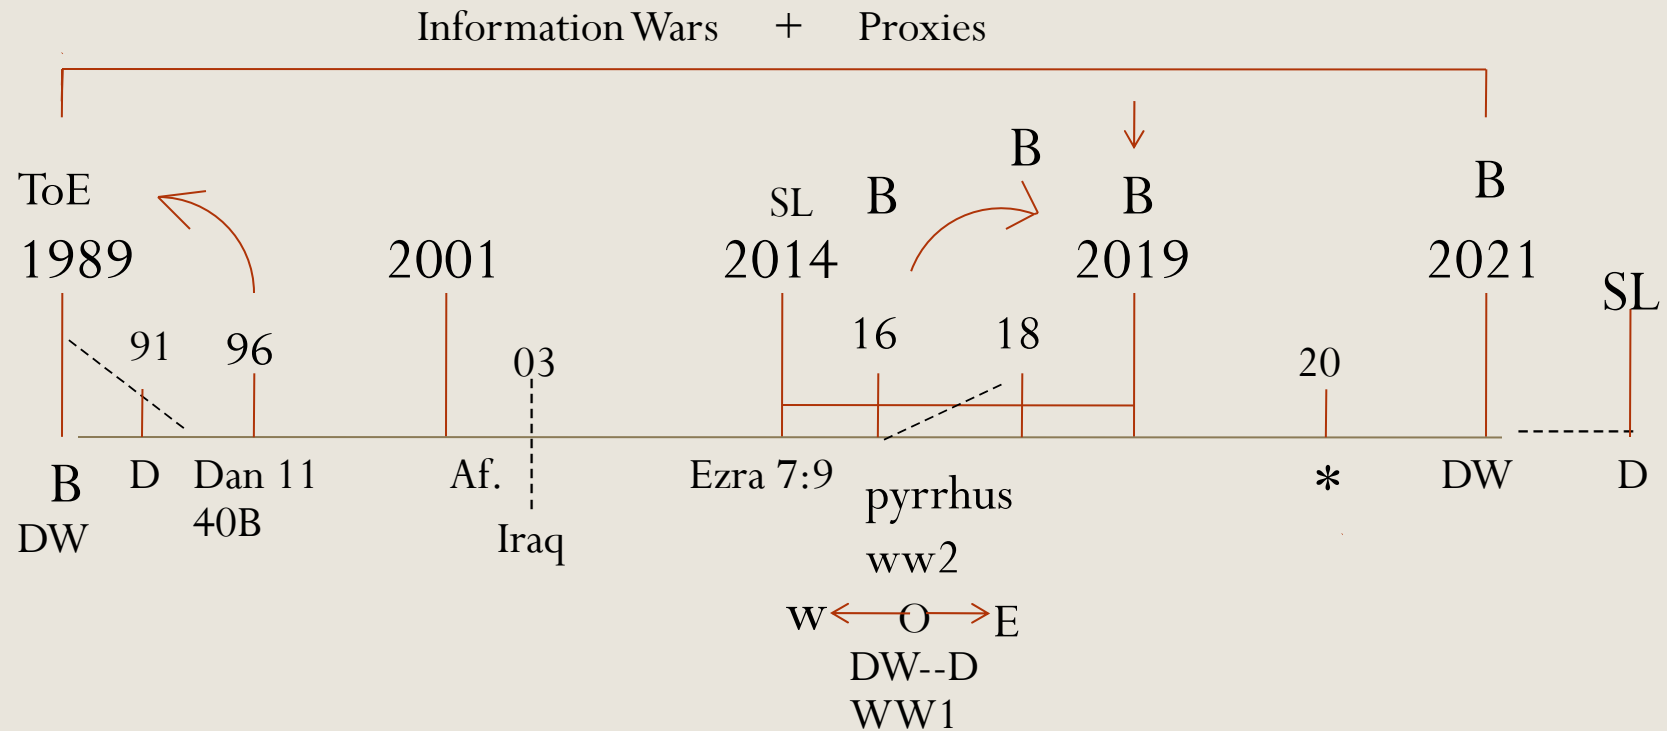 Information Wars + Proxies
B
ToE SL B B B
1989 2001 2014 2019 2021
SL
91 96 03 16 18 20
B D Dan 11 Af. Ezra 7:9 * DW D
40B
DW Iraq pyrrhus
ww2
w O E
DW--D
WW1